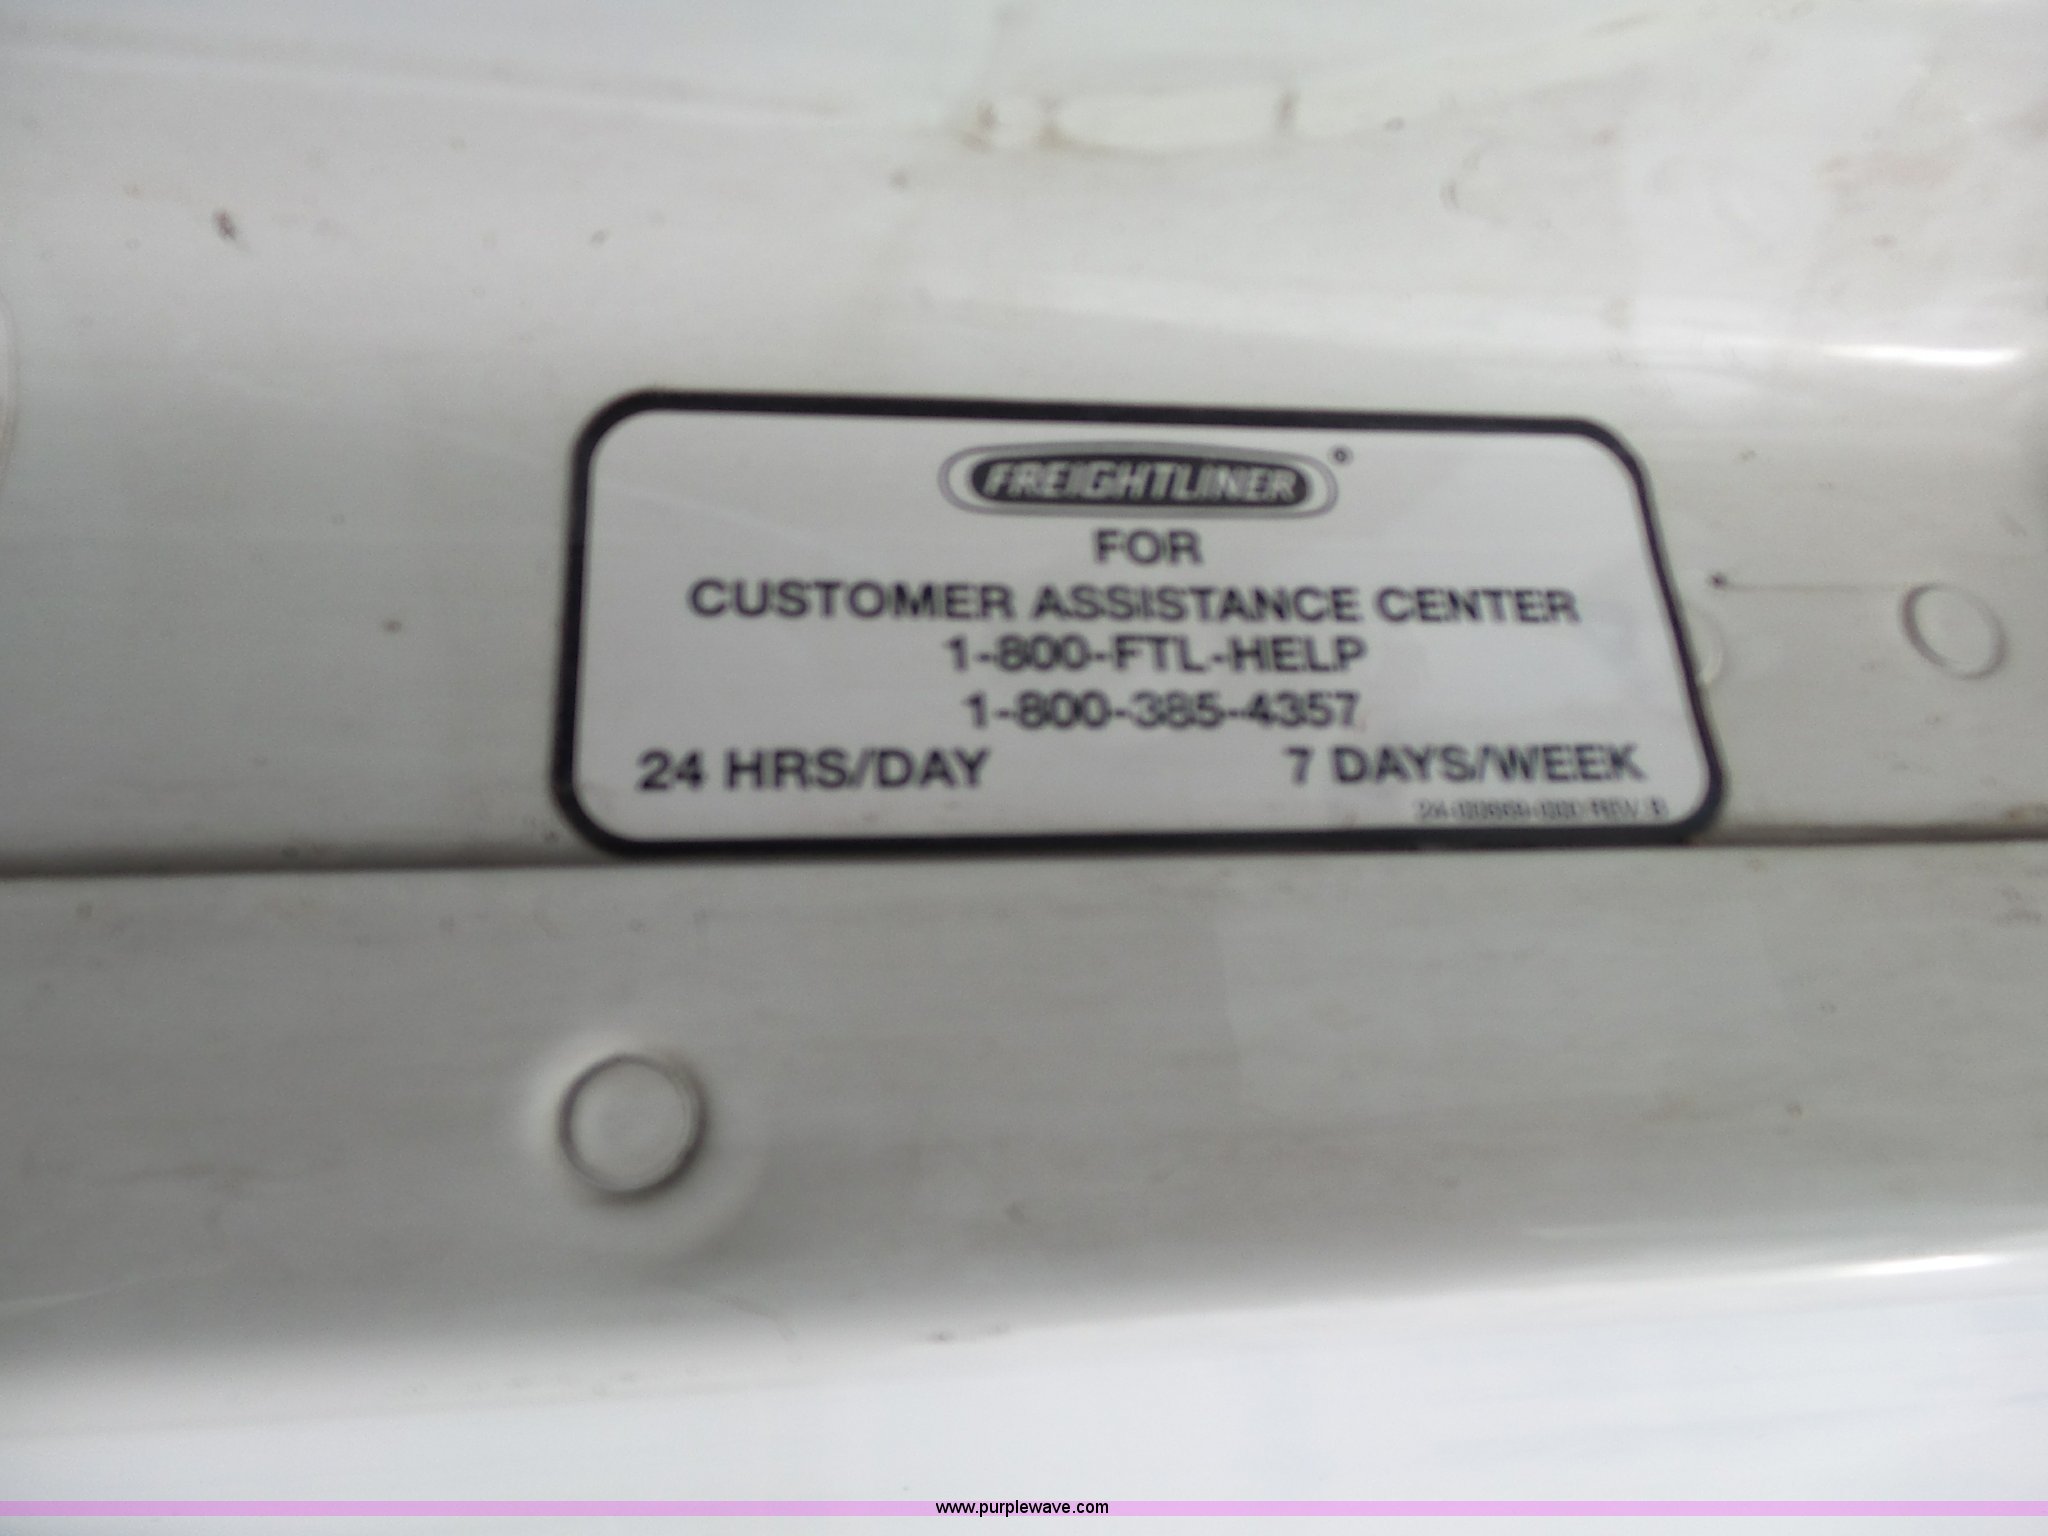 FREIGHTLINER®
FOR
CUSTOMER ASSISTANCE CENTER
1-800-FTL-HELP
1-800-385-4357
24 HRS/DAY 7 DAYS/WEEK
REV. B
www.purplewave.com